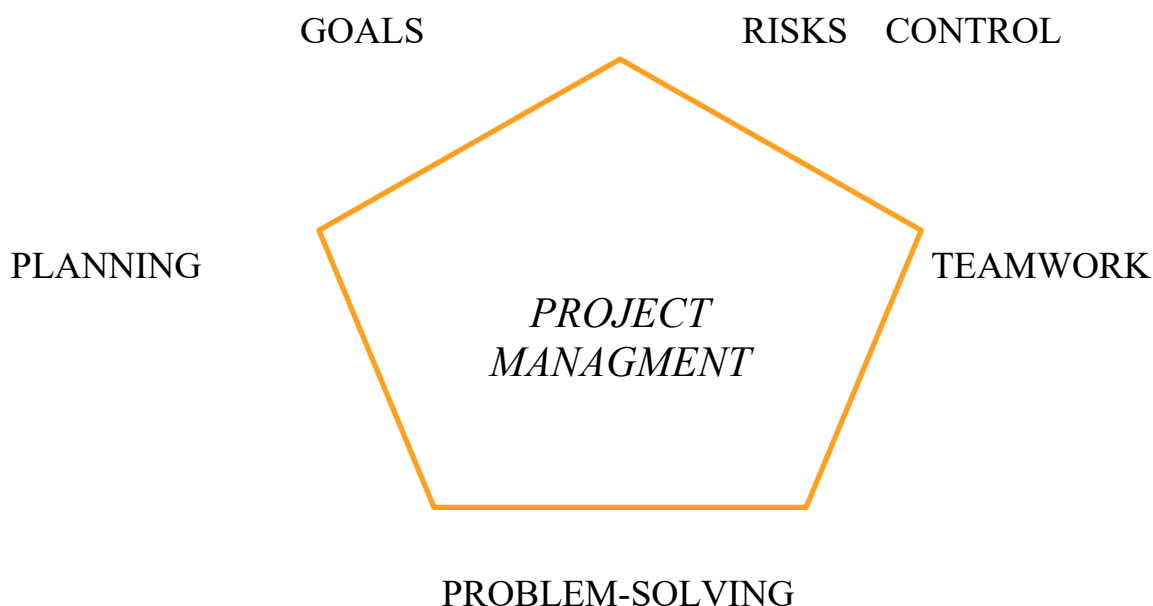 GOALS
RISKS CONTROL
PLANNING
TEAMWORK
PROJECT
MANAGMENT
PROBLEM-SOLVING